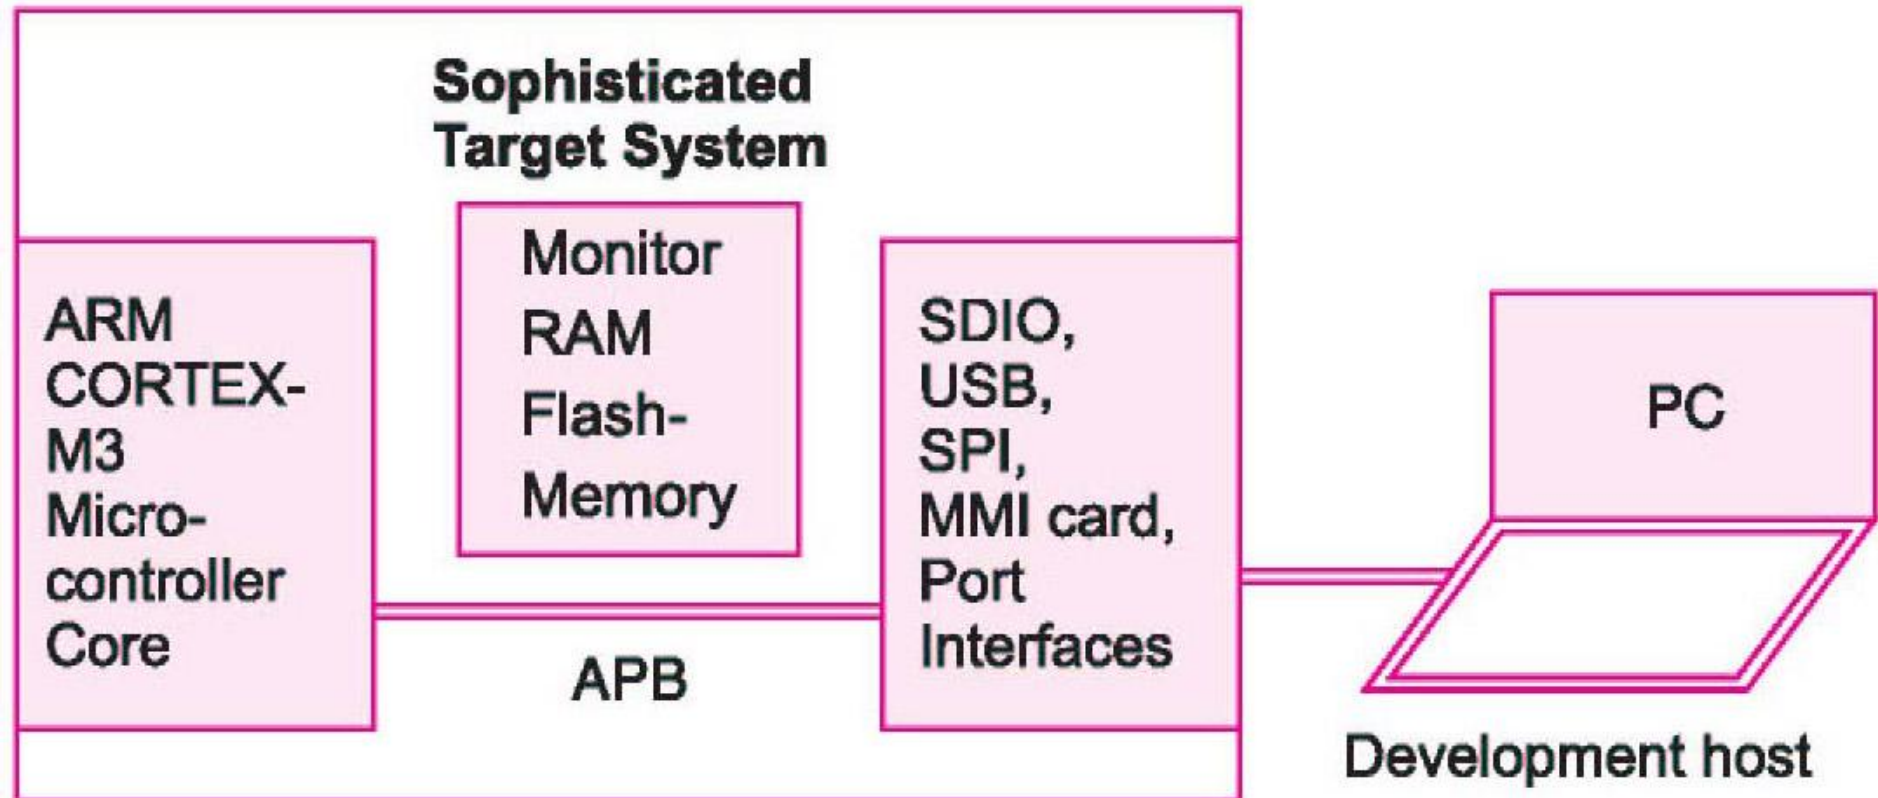 Sophisticated
Target System
ARM
CORTEX-
M3
Micro-
controller
Core
Monitor
RAM
Flash-
Memory
APB
SDIO,
USB,
SPI,
MMI card,
Port
Interfaces
PC
Development host